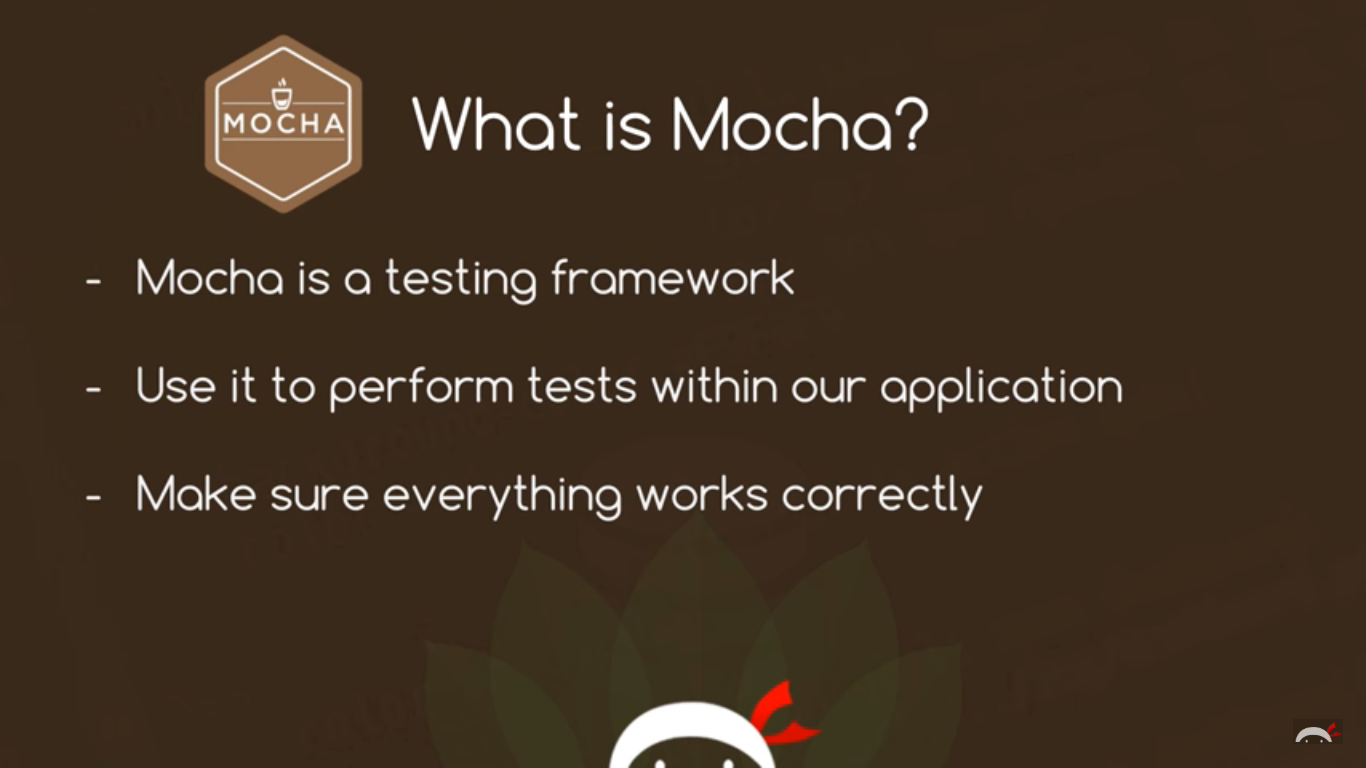 MOCHA
What is Mocha?
- Mocha is a testing framework
- Use it to perform tests within our application
- Make sure everything works correctly